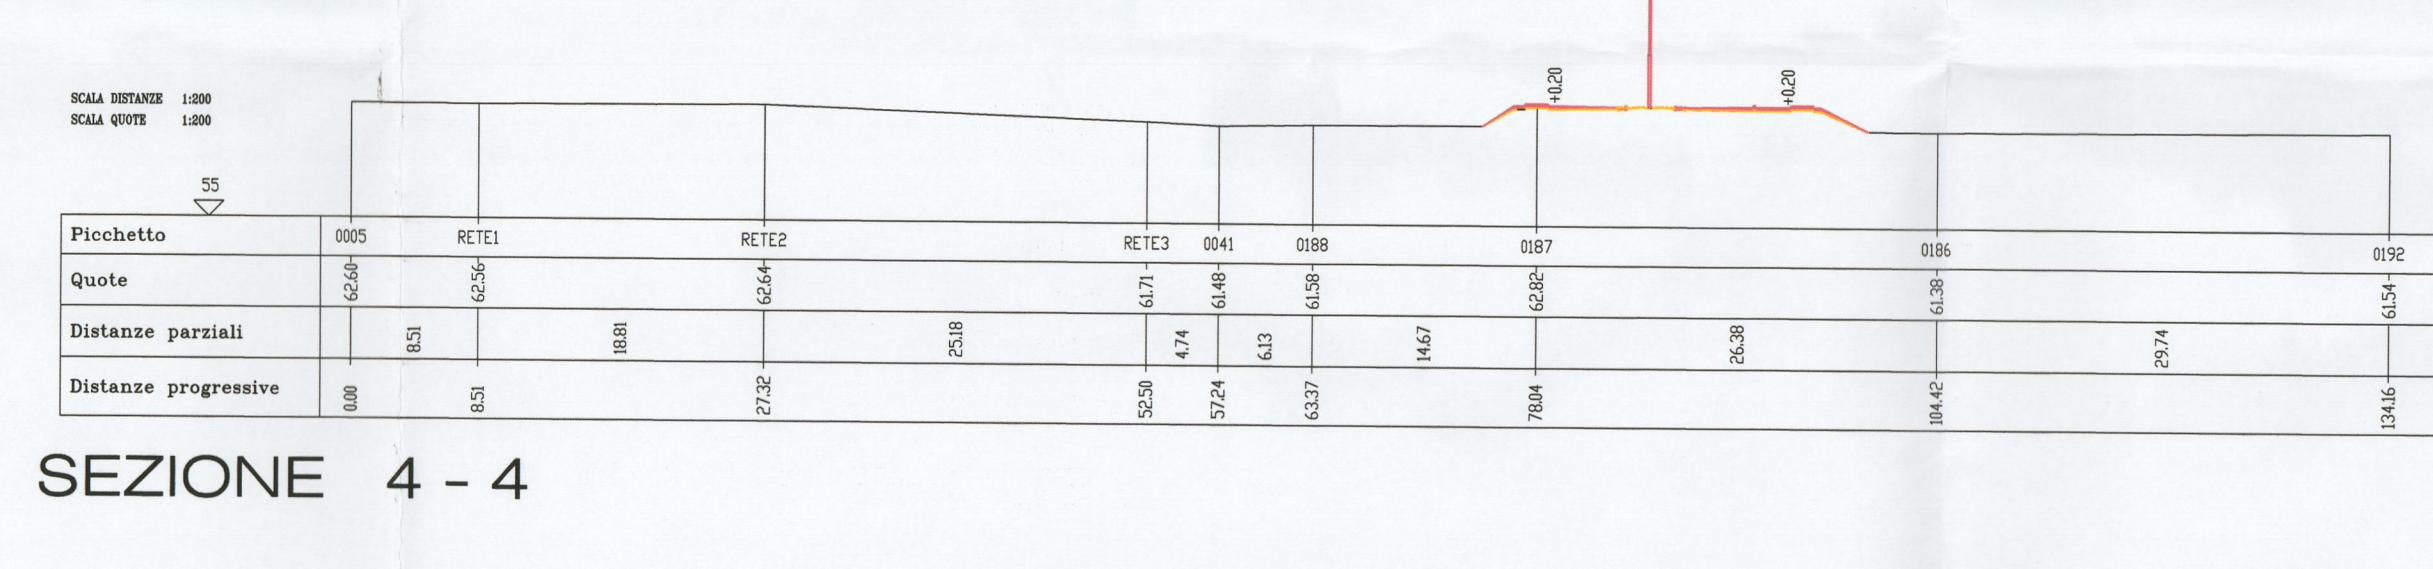 SCALA DISTANZE 1:200
SCALA QUOTE 1:200
+0.20 +0.20
55
Picchetto 0005 RETE1 RETE2 RETE3 0041 0188 0187 0186 0192
Quote 62.60 62.56 62.64 61.71 61.48 61.58 62.82 61.38 61.54
Distanze parziali 8.51 18.81 25.18 4.74 6.13 14.67 26.38 29.74
Distanze progressive 0.00 8.51 27.32 52.50 57.24 63.37 78.04 104.42 134.16
SEZIONE 4 - 4